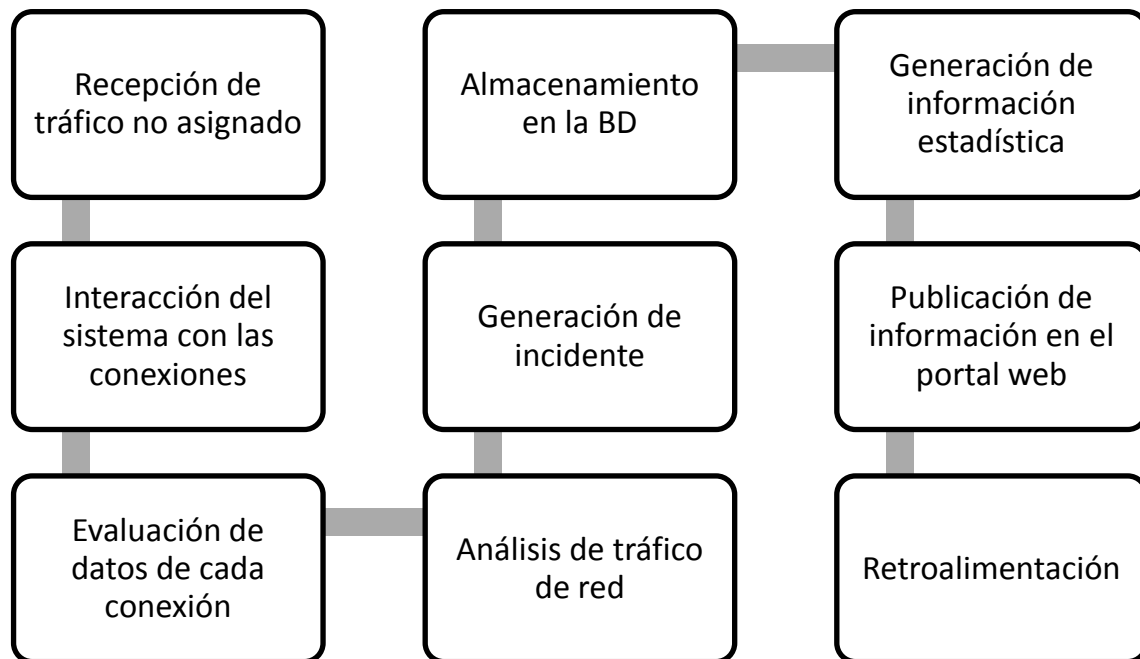 Recepción de
tráfico no asignado
Interacción del
sistema con las
conexiones
Evaluación de
datos de cada
conexión
Análisis de tráfico
de red
Generación de
incidente
Almacenamiento
en la BD
Generación de
información
estadística
Publicación de
información en el
portal web
Retroalimentación